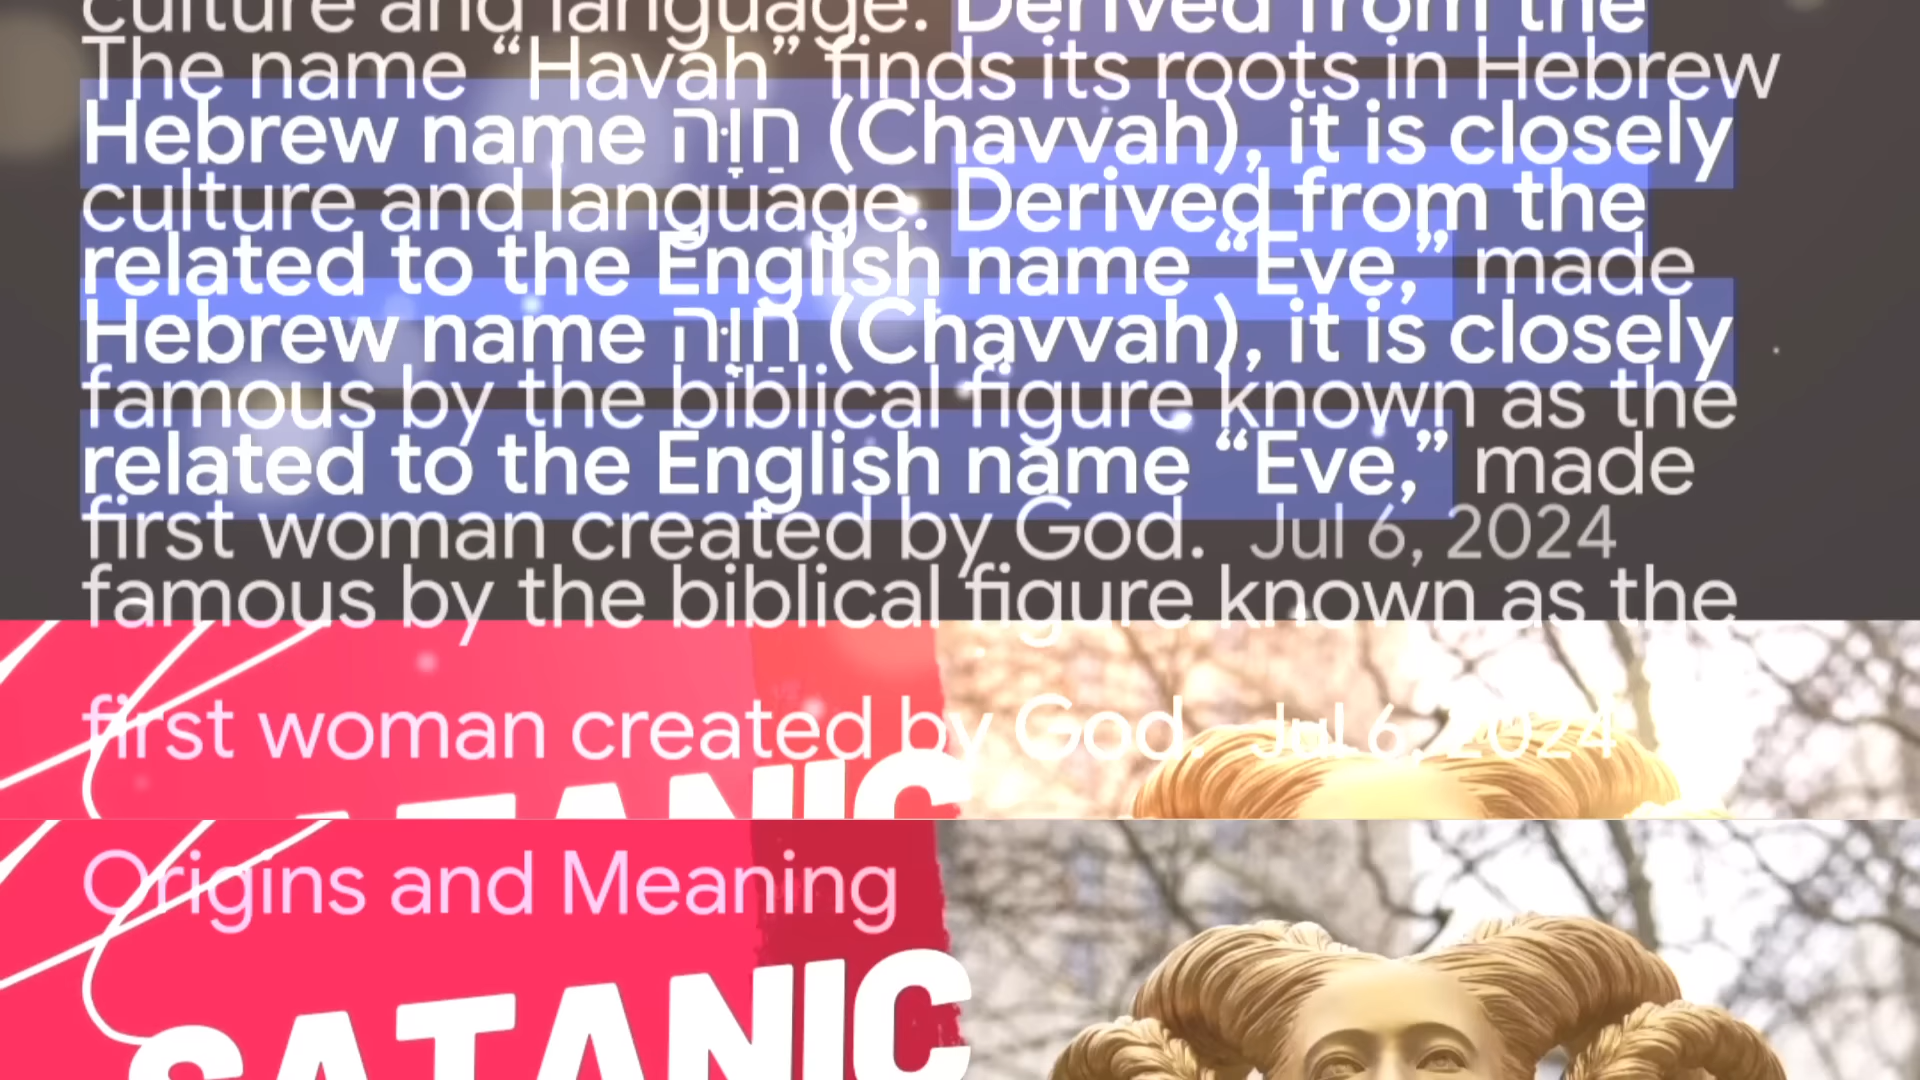 culture and language. Derived from the
The name “Havah” finds its roots in Hebrew
Hebrew name חַוָּה (Chavvah), it is closely
culture and language. Derived from the
related to the English name “Eve,” made
Hebrew name חַוָּה (Chavvah), it is closely
famous by the biblical figure known as the
related to the English name “Eve,” made
first woman created by God. Jul 6, 2024
famous by the biblical figure known as the
first woman created by God. Jul 6, 2024
SATANIC
Origins and Meaning
SATANIC